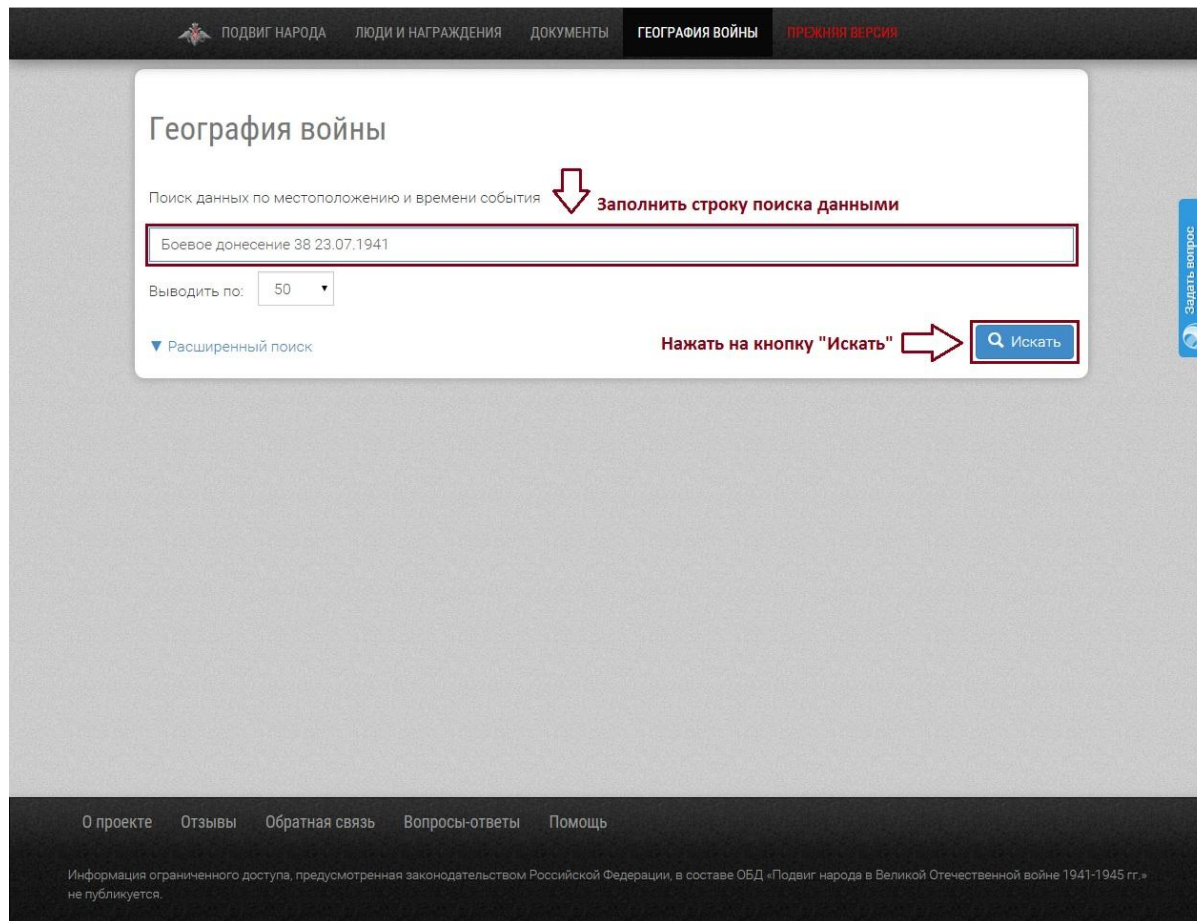 ПОДВИГ НАРОДА ЛЮДИ И НАГРАЖДЕНИЯ ДОКУМЕНТЫ ГЕОГРАФИЯ ВОЙНЫ ПРЕЖНЯЯ ВЕРСИЯ
География войны
Поиск данных по местоположению и времени события
Заполнить строку поиска данными
Боевое донесение 38 23.07.1941
Выводить по: 50
▼ Расширенный поиск
Нажать на кнопку "Искать"
Искать
Задать вопрос
О проекте Отзывы Обратная связь Вопросы-ответы Помощь
Информация ограниченного доступа, предусмотренная законодательством Российской Федерации, в составе ОБД «Подвиг народа в Великой Отечественной войне 1941-1945 гг.»
не публикуется.